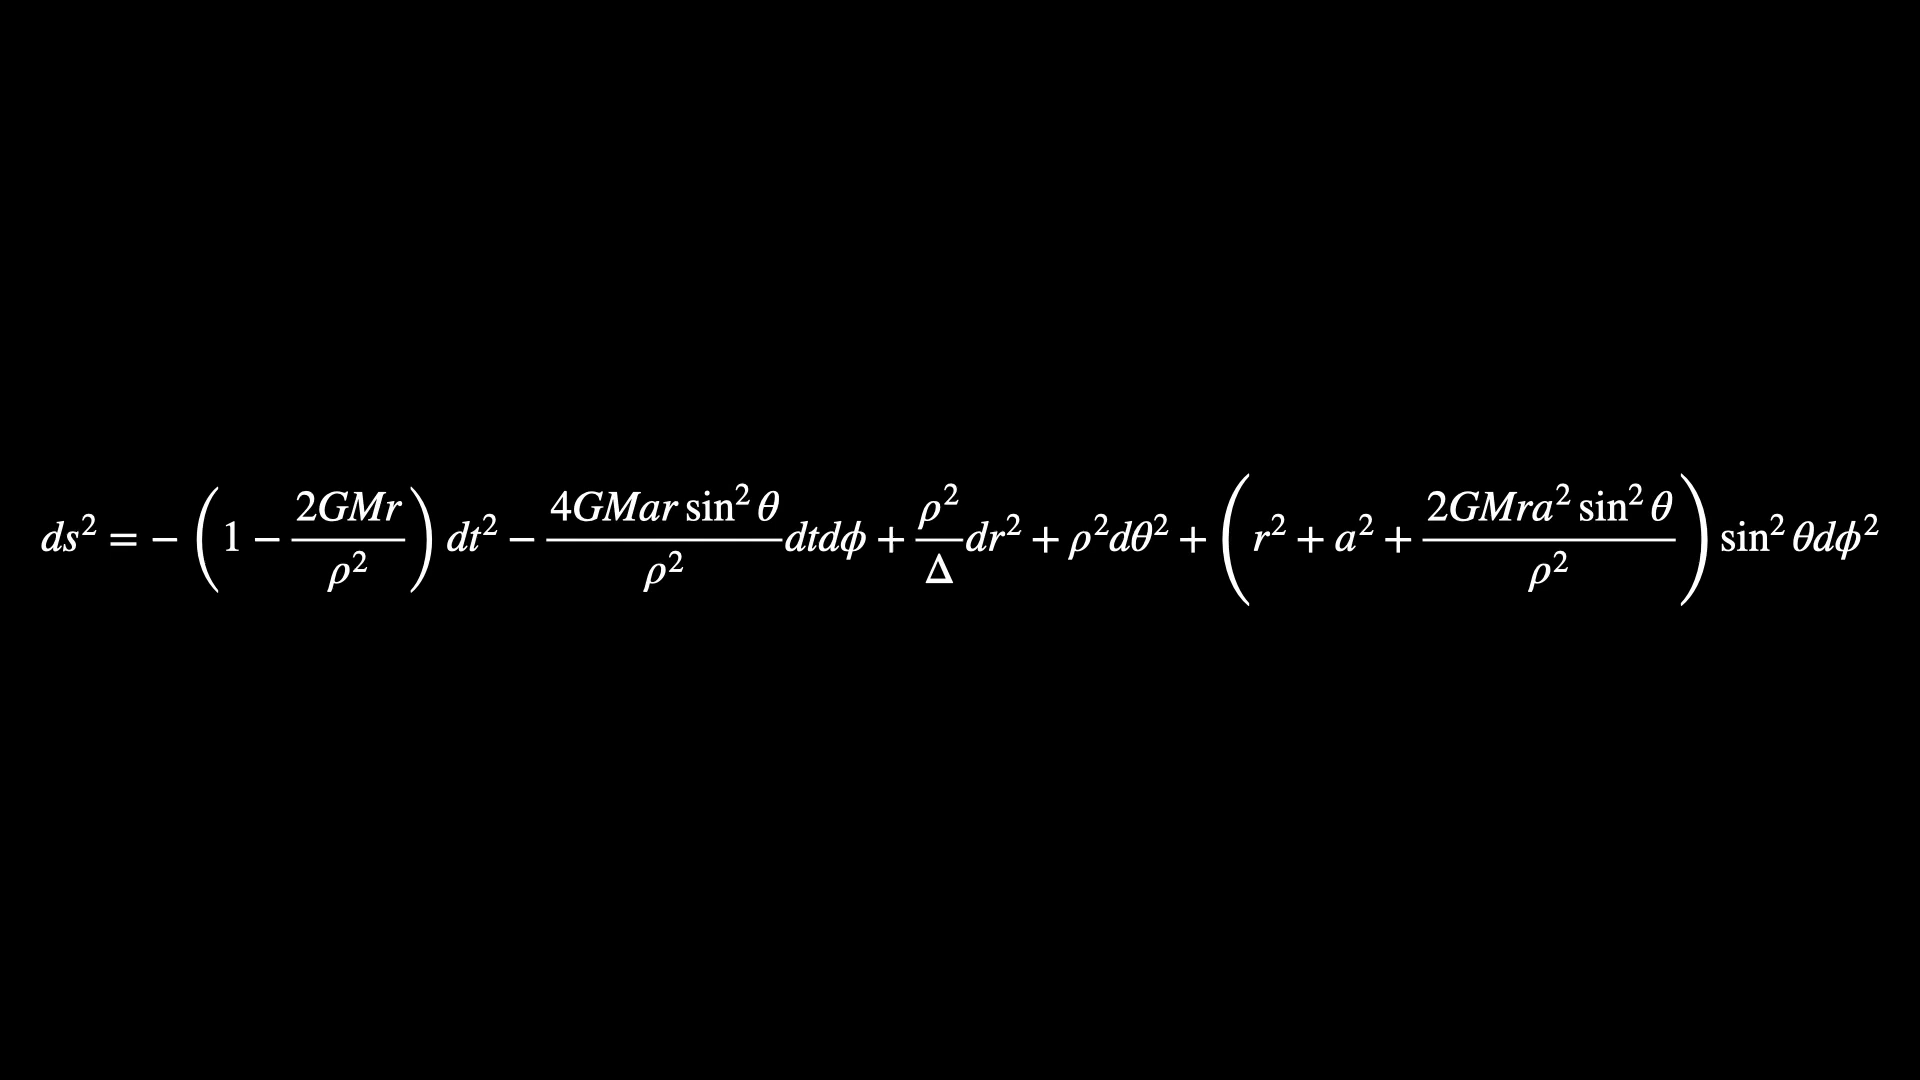 ds² = − (1 − 2GMr/ρ²) dt² − 4GMar sin² θ/ρ² dtdϕ + ρ²/Δ dr² + ρ²dθ² + (r² + a² + 2GMra² sin² θ/ρ²) sin² θdϕ²